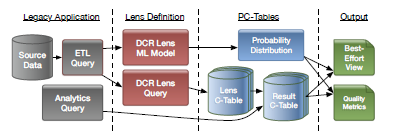 Legacy Application
Lens Definition
PC-Tables
Output
Source
Data
ETL
Query
DCR Lens
ML Model
Probability
Distribution
Best-
Effort
View
DCR Lens
Query
Lens
C-Table
Result
C-Table
Analytics
Query
Quality
Metrics